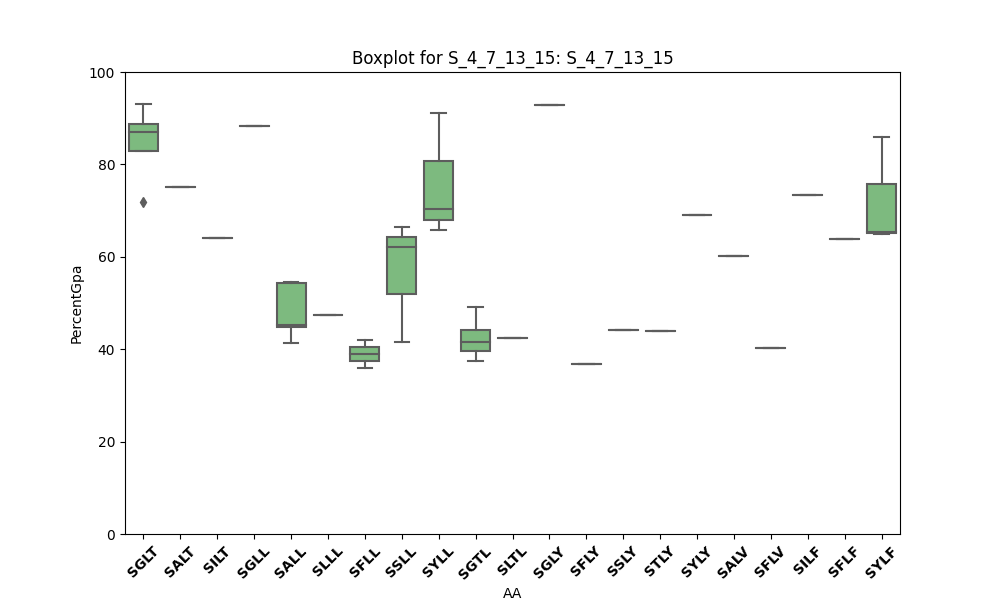 Boxplot for S_4_7_13_15: S_4_7_13_15
PercentGpa
100
80
60
40
20
0
SGLT SALT SILT SGLL SALL SLLL SFLL SSLL SYLL SGTL SLTL SGLY SFLY SSLY STLY SYLY SALV SFLV SILF SFLF SYLF
AA